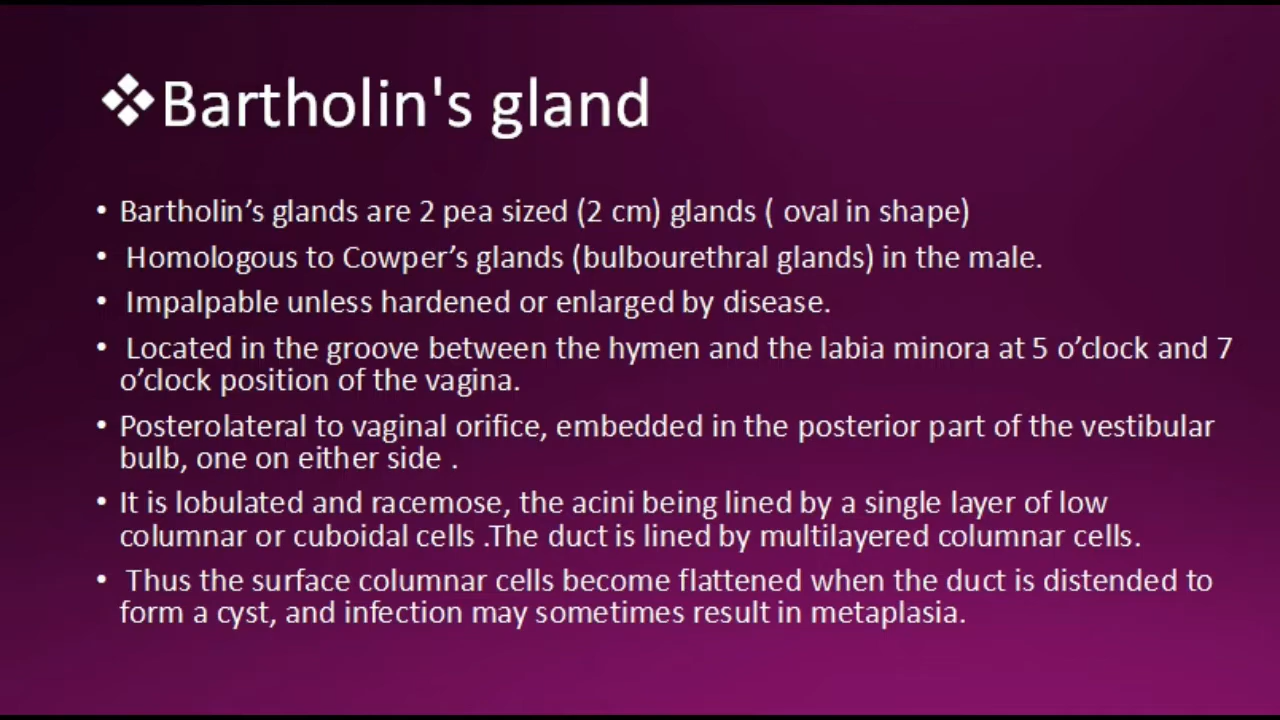 ❖Bartholin's gland
• Bartholin’s glands are 2 pea sized (2 cm) glands ( oval in shape)
• Homologous to Cowper’s glands (bulbourethral glands) in the male.
• Impalpable unless hardened or enlarged by disease.
• Located in the groove between the hymen and the labia minora at 5 o’clock and 7
o’clock position of the vagina.
• Posterolateral to vaginal orifice, embedded in the posterior part of the vestibular
bulb, one on either side .
• It is lobulated and racemose, the acini being lined by a single layer of low
columnar or cuboidal cells .The duct is lined by multilayered columnar cells.
• Thus the surface columnar cells become flattened when the duct is distended to
form a cyst, and infection may sometimes result in metaplasia.